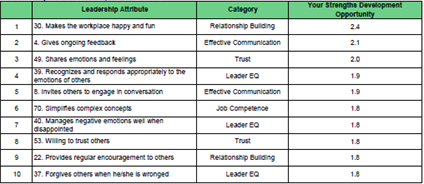 Leadership Attribute Category Your Strengths Development
Opportunity
1 30. Makes the workplace happy and fun Relationship Building 2.4
2 4. Gives ongoing feedback Effective Communication 2.1
3 49. Shares emotions and feelings Trust 2.0
4 39. Recognizes and responds appropriately to the
emotions of others Leader EQ 1.9
5 8. Invites others to engage in conversation Effective Communication 1.9
6 70. Simplifies complex concepts Job Competence 1.8
7 40. Manages negative emotions well when
disappointed Leader EQ 1.8
8 53. Willing to trust others Trust 1.8
9 22. Provides regular encouragement to others Relationship Building 1.8
10 37. Forgives others when he/she is wronged Leader EQ 1.8